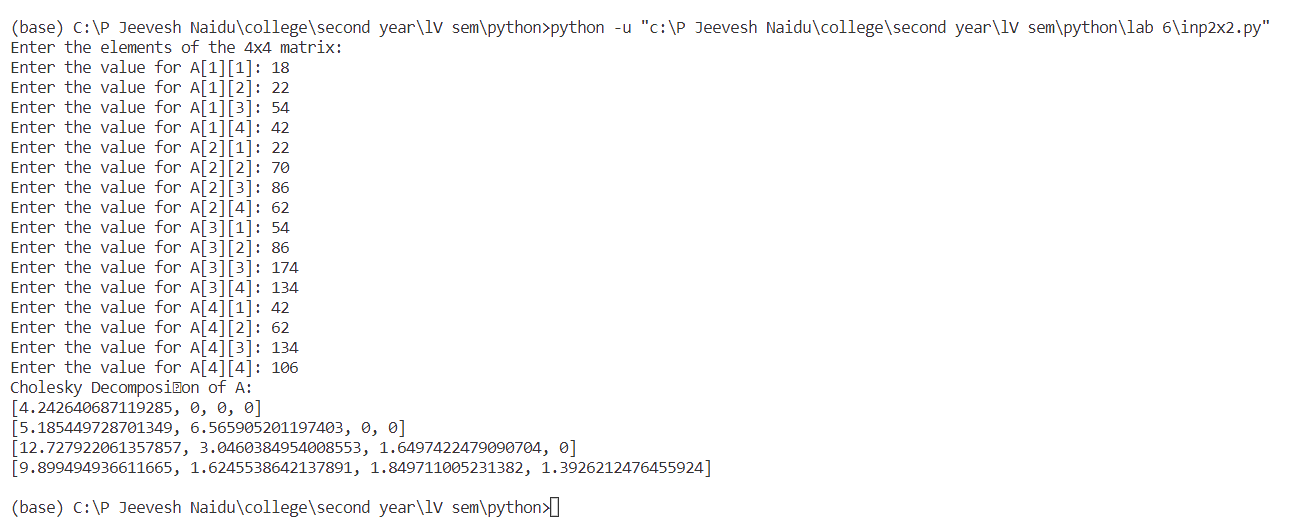 (base) C:\P Jeevesh Naidu\college\second year\lV sem\python>python -u "c:\P Jeevesh Naidu\college\second year\lV sem\python\lab 6\inp2x2.py"
Enter the elements of the 4x4 matrix:
Enter the value for A[1][1]: 18
Enter the value for A[1][2]: 22
Enter the value for A[1][3]: 54
Enter the value for A[1][4]: 42
Enter the value for A[2][1]: 22
Enter the value for A[2][2]: 70
Enter the value for A[2][3]: 86
Enter the value for A[2][4]: 62
Enter the value for A[3][1]: 54
Enter the value for A[3][2]: 86
Enter the value for A[3][3]: 174
Enter the value for A[3][4]: 134
Enter the value for A[4][1]: 42
Enter the value for A[4][2]: 62
Enter the value for A[4][3]: 134
Enter the value for A[4][4]: 106
Cholesky Decomposi�on of A:
[4.242640687119285, 0, 0, 0]
[5.185449728701349, 6.565905201197403, 0, 0]
[12.727922061357857, 3.0460384954008553, 1.6497422479090704, 0]
[9.899494936611665, 1.6245538642137891, 1.849711005231382, 1.3926212476455924]
(base) C:\P Jeevesh Naidu\college\second year\lV sem\python>